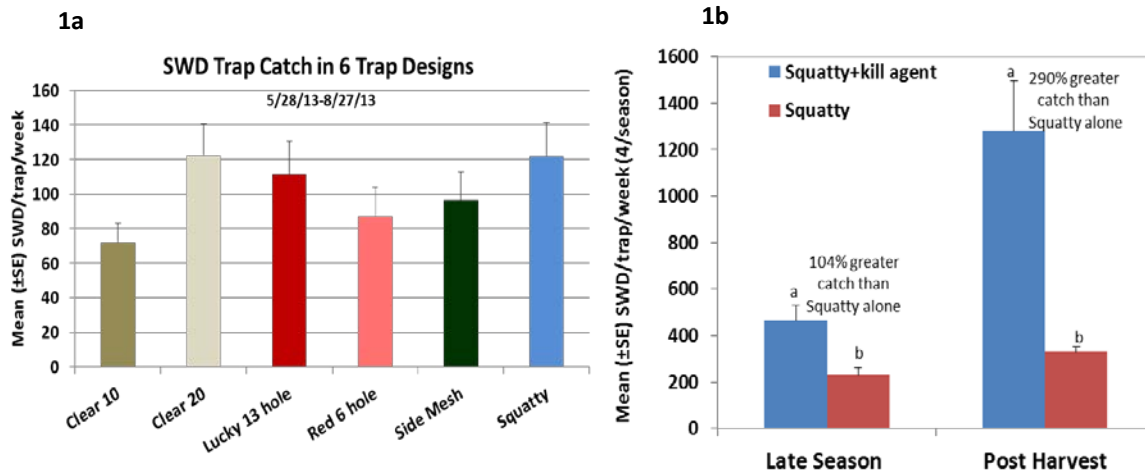 1a
SWD Trap Catch in 6 Trap Designs
5/28/13-8/27/13
Mean (±SE) SWD/trap/week
160
140
120
100
80
60
40
20
0
Clear 10
Clear 20
Lucky 13 hole
Red 6 hole
Side Mesh
Squatty
1b
Mean (±SE) SWD/trap/week (4/season)
1600
1400
1200
1000
800
600
400
200
0
Squatty+kill agent
Squatty
a
290% greater
catch than
Squatty alone
104% greater
catch than
Squatty alone
a
b
b
Late Season
Post Harvest